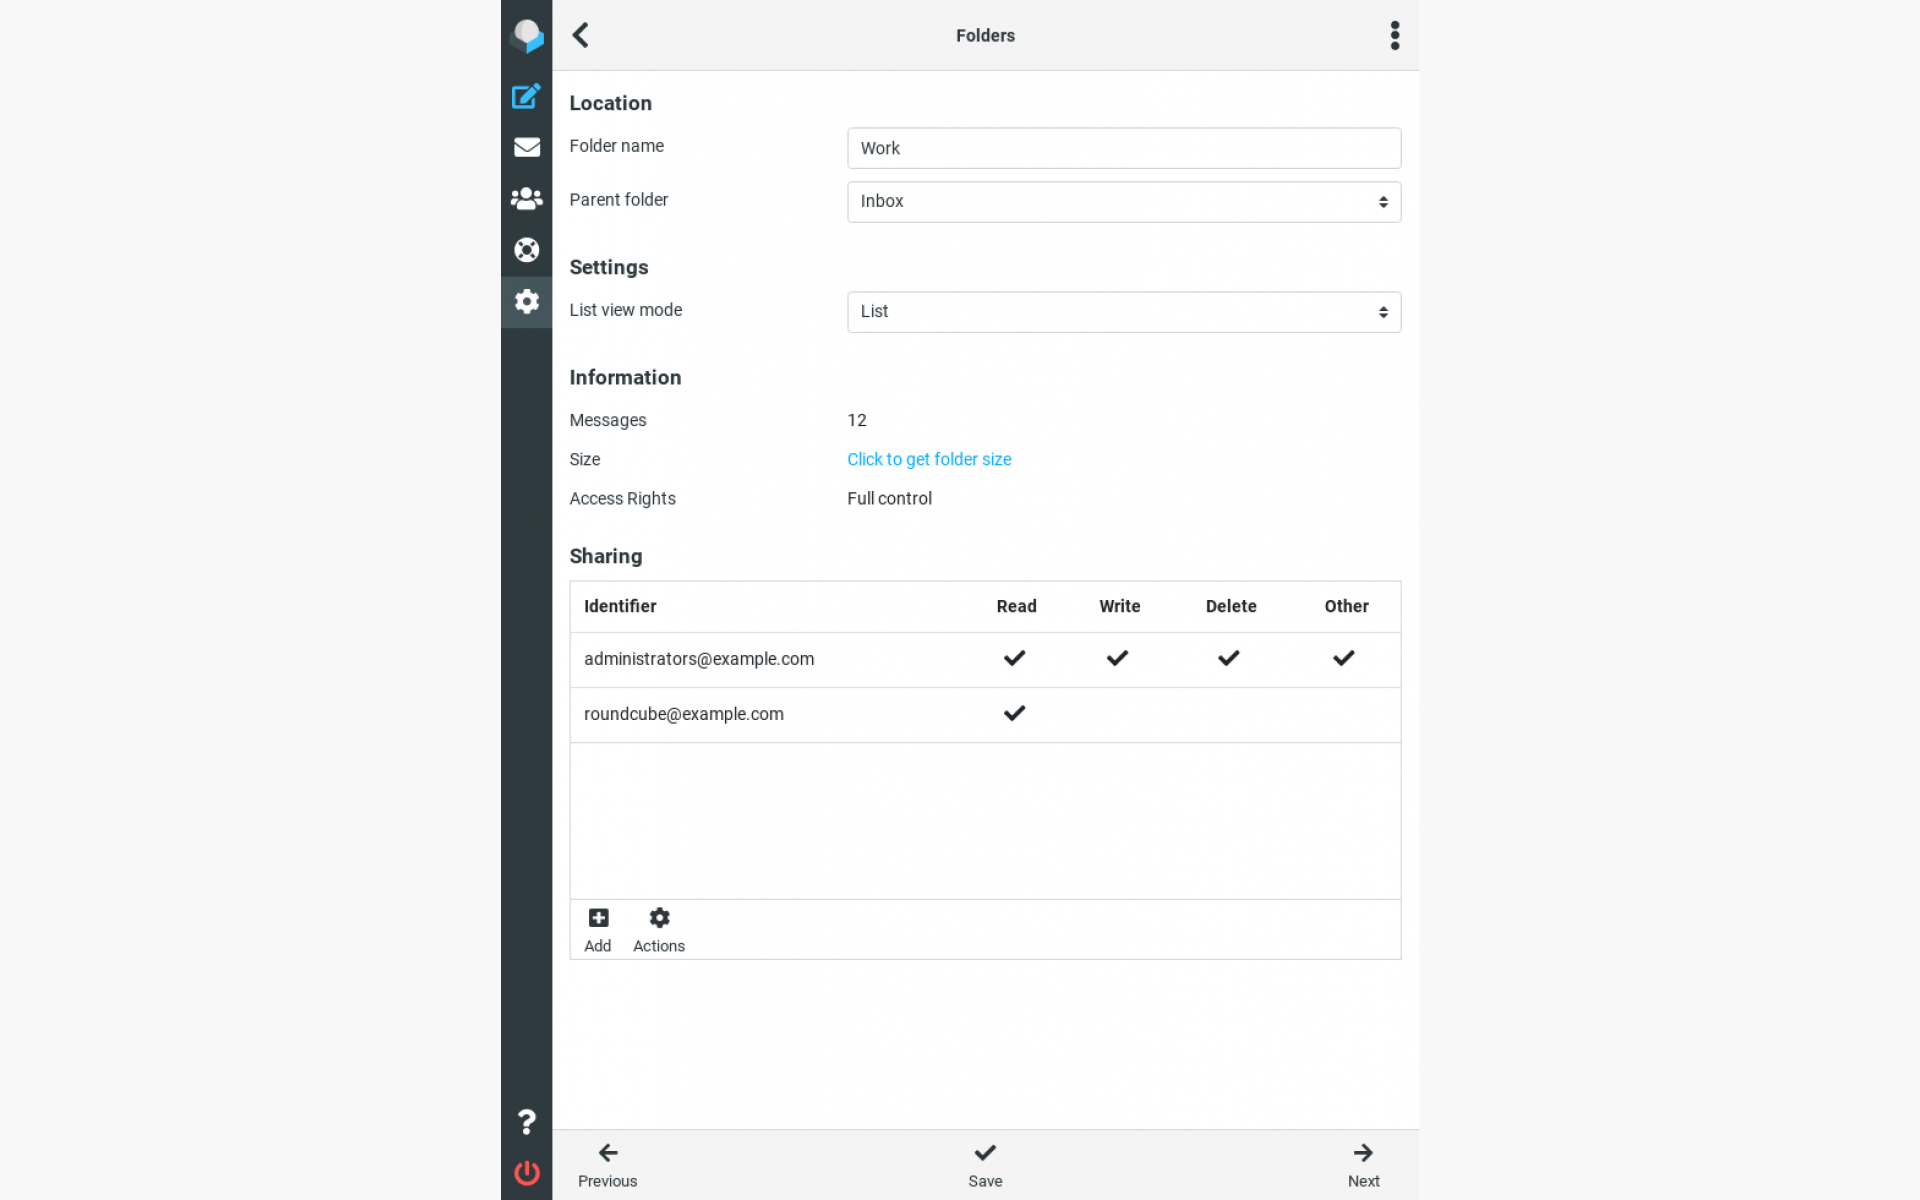 Folders
Location
Folder name
Work
Parent folder
Inbox
Settings
List view mode
List
Information
Messages
12
Size
Click to get folder size
Access Rights
Full control
Sharing
Identifier Read Write Delete Other
administrators@example.com
roundcube@example.com
Add Actions
Previous Save Next